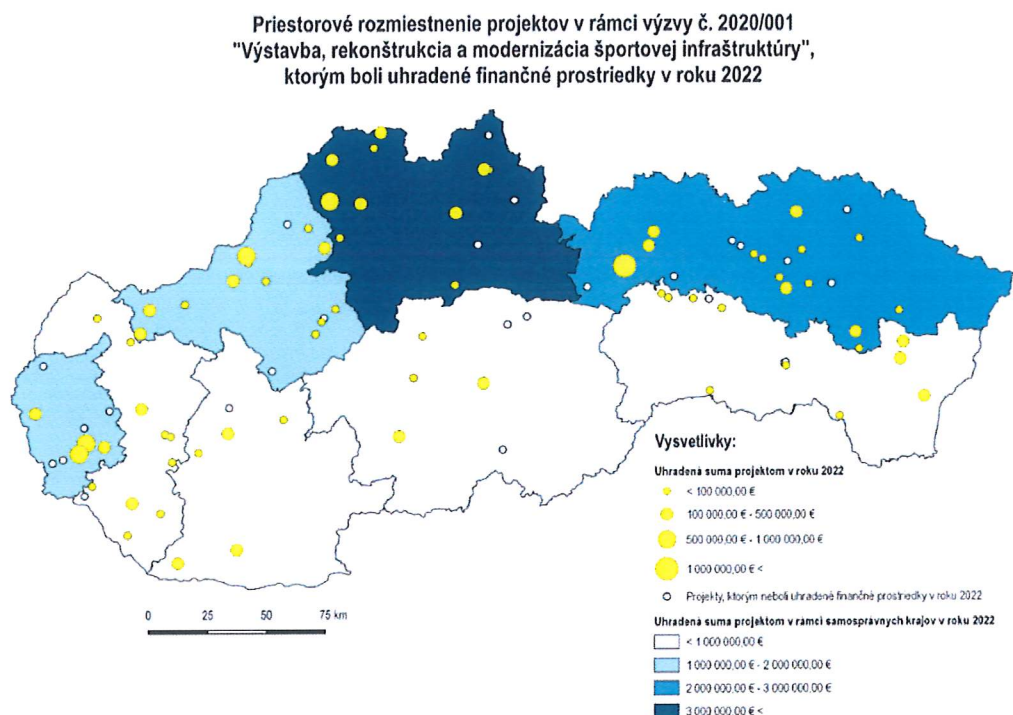 Priestorové rozmiestnenie projektov v rámci výzvy č. 2020/001
"Výstavba, rekonštrukcia a modernizácia športovej infraštruktúry",
ktorým boli uhradené finančné prostriedky v roku 2022
Vysvetlivky:
Uhradená suma projektom v roku 2022
< 100 000,00 €
100 000,00 € - 500 000,00 €
500 000,00 € - 1 000 000,00 €
1 000 000,00 € <
Projekty, ktorým neboli uhradené finančné prostriedky v roku 2022
0 25 50 75 km
Uhradená suma projektom v rámci samosprávnych krajov v roku 2022
< 1 000 000,00 €
1 000 000,00 € - 2 000 000,00 €
2 000 000,00 € - 3 000 000,00 €
3 000 000,00 € <